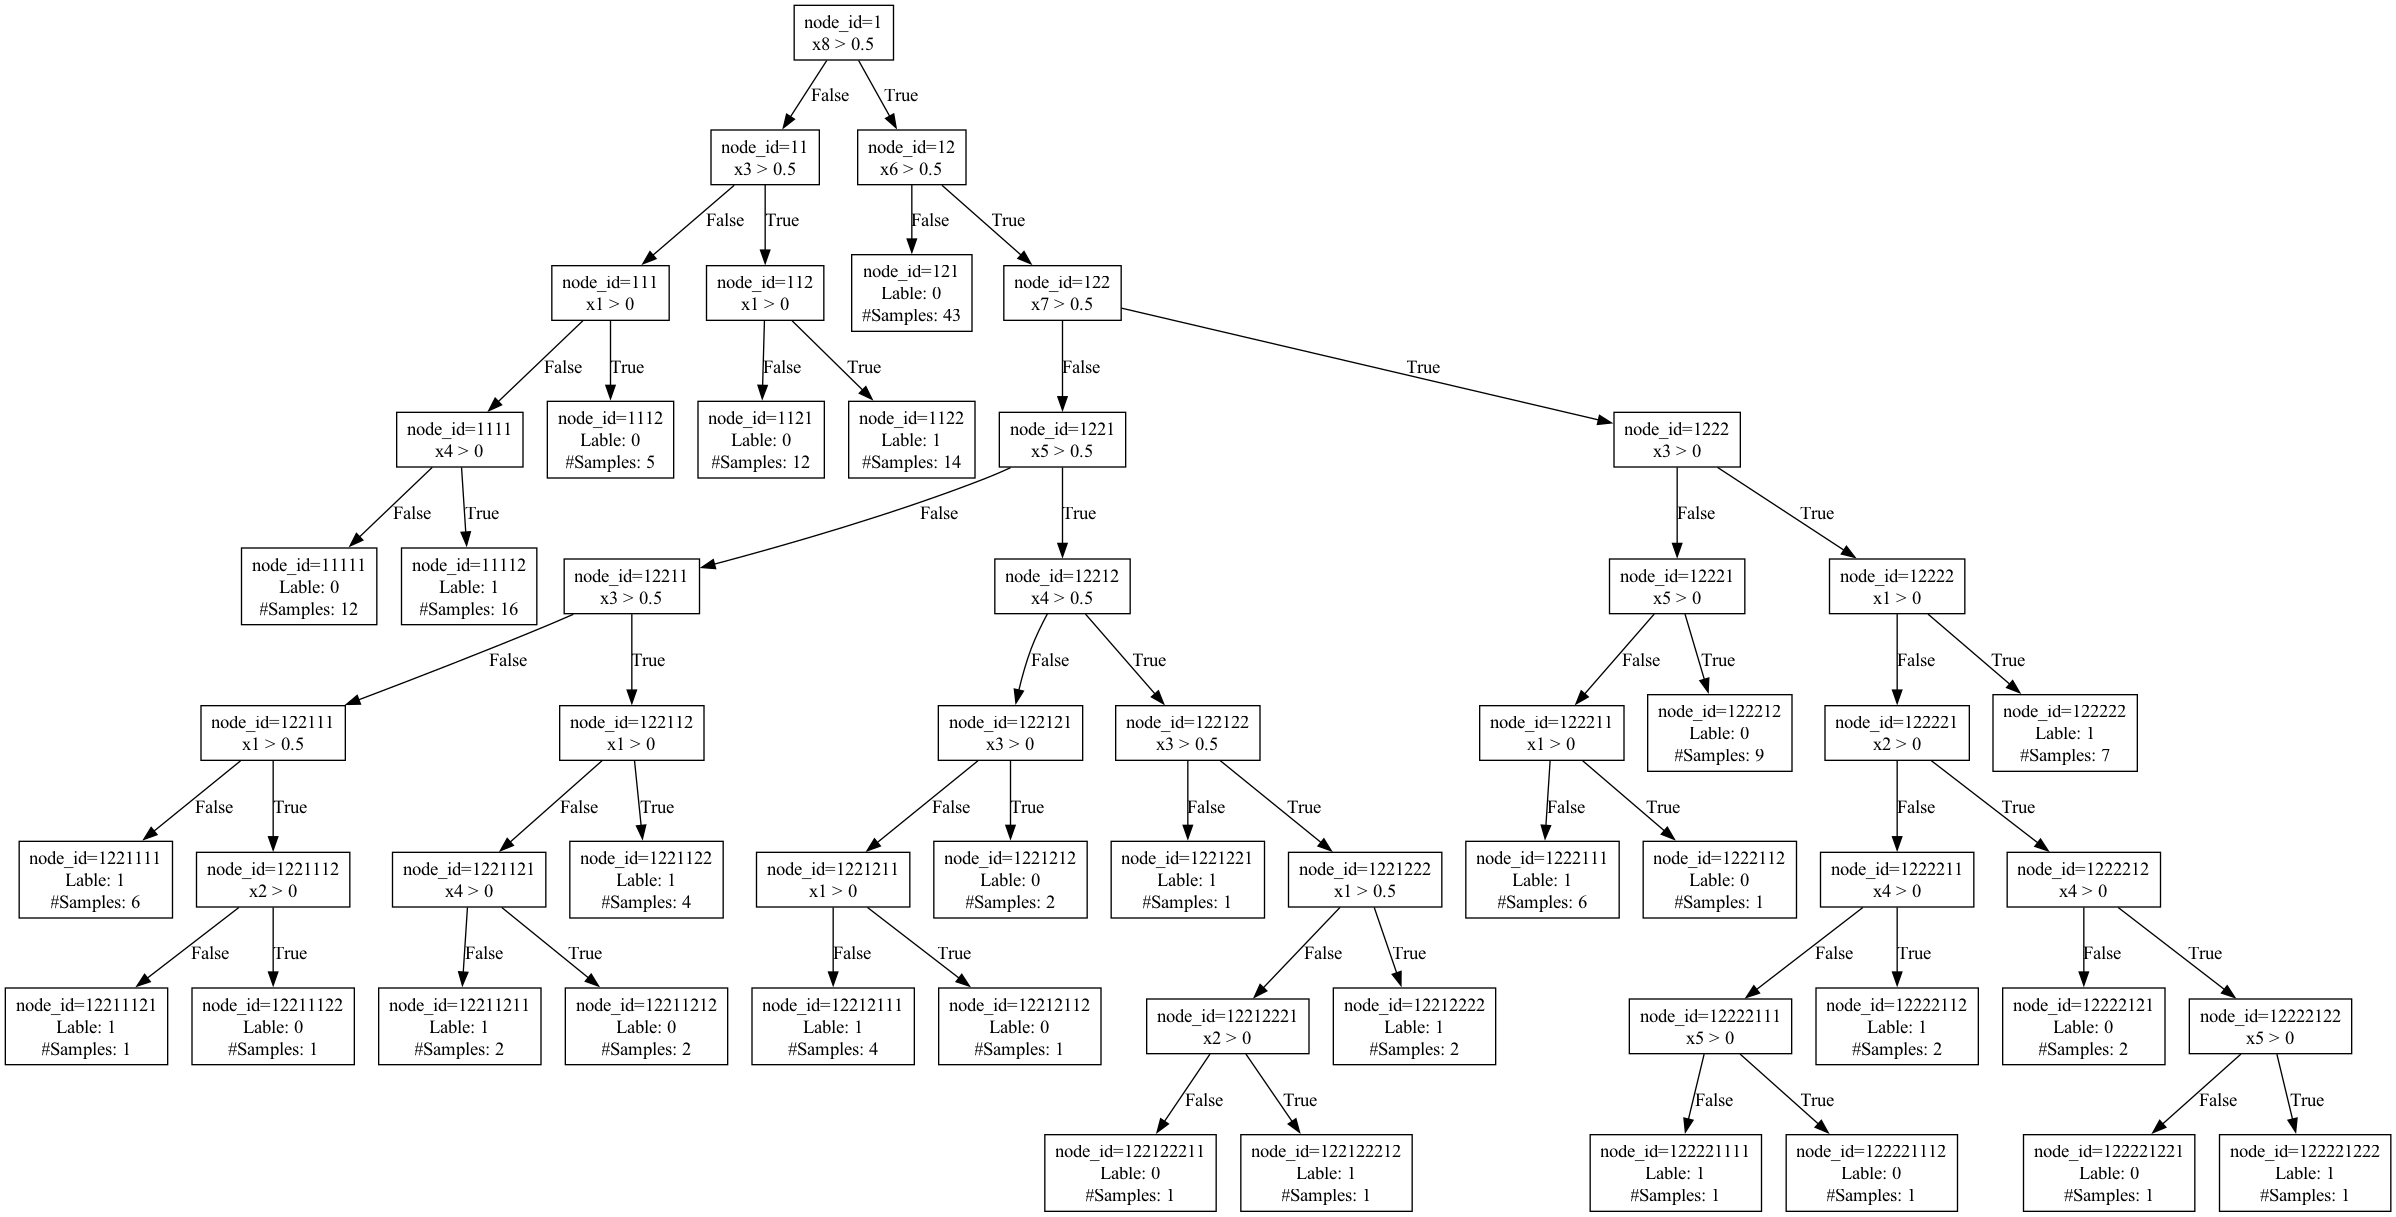 node_id=1
x8 > 0.5
False
True
node_id=11
x3 > 0.5
node_id=12
x6 > 0.5
False
True
False
True
node_id=111
x1 > 0
node_id=112
x1 > 0
node_id=121
Lable: 0
#Samples: 43
node_id=122
x7 > 0.5
False
True
False
True
False
True
node_id=1111
x4 > 0
node_id=1112
Lable: 0
#Samples: 5
node_id=1121
Lable: 0
#Samples: 12
node_id=1122
Lable: 1
#Samples: 14
node_id=1221
x5 > 0.5
node_id=1222
x3 > 0
False
True
False
True
False
True
node_id=11111
Lable: 0
#Samples: 12
node_id=11112
Lable: 1
#Samples: 16
node_id=12211
x3 > 0.5
node_id=12212
x4 > 0.5
node_id=12221
x5 > 0
node_id=12222
x1 > 0
False
True
False
True
False
True
False
True
node_id=122111
x1 > 0.5
node_id=122112
x1 > 0
node_id=122121
x3 > 0
node_id=122122
x3 > 0.5
node_id=122211
x1 > 0
node_id=122212
Lable: 0
#Samples: 9
node_id=122221
x2 > 0
node_id=122222
Lable: 1
#Samples: 7
False
True
False
True
False
True
False
True
False
True
False
True
node_id=1221111
Lable: 1
#Samples: 6
node_id=1221112
x2 > 0
node_id=1221121
x4 > 0
node_id=1221122
Lable: 1
#Samples: 4
node_id=1221211
x1 > 0
node_id=1221212
Lable: 0
#Samples: 2
node_id=1221221
Lable: 1
#Samples: 1
node_id=1221222
x1 > 0.5
node_id=1222111
Lable: 1
#Samples: 6
node_id=1222112
Lable: 0
#Samples: 1
node_id=1222211
x4 > 0
node_id=1222212
x4 > 0
False
True
False
True
False
True
False
True
False
True
False
True
node_id=12211121
Lable: 1
#Samples: 1
node_id=12211122
Lable: 0
#Samples: 1
node_id=12211211
Lable: 1
#Samples: 2
node_id=12211212
Lable: 0
#Samples: 2
node_id=12212111
Lable: 1
#Samples: 4
node_id=12212112
Lable: 0
#Samples: 1
node_id=12212221
x2 > 0
node_id=12212222
Lable: 1
#Samples: 2
node_id=12222111
x5 > 0
node_id=12222112
Lable: 1
#Samples: 2
node_id=12222121
Lable: 0
#Samples: 2
node_id=12222122
x5 > 0
False
True
False
True
False
True
node_id=122122211
Lable: 0
#Samples: 1
node_id=122122212
Lable: 1
#Samples: 1
node_id=122221111
Lable: 1
#Samples: 1
node_id=122221112
Lable: 0
#Samples: 1
node_id=122221221
Lable: 0
#Samples: 1
node_id=122221222
Lable: 1
#Samples: 1